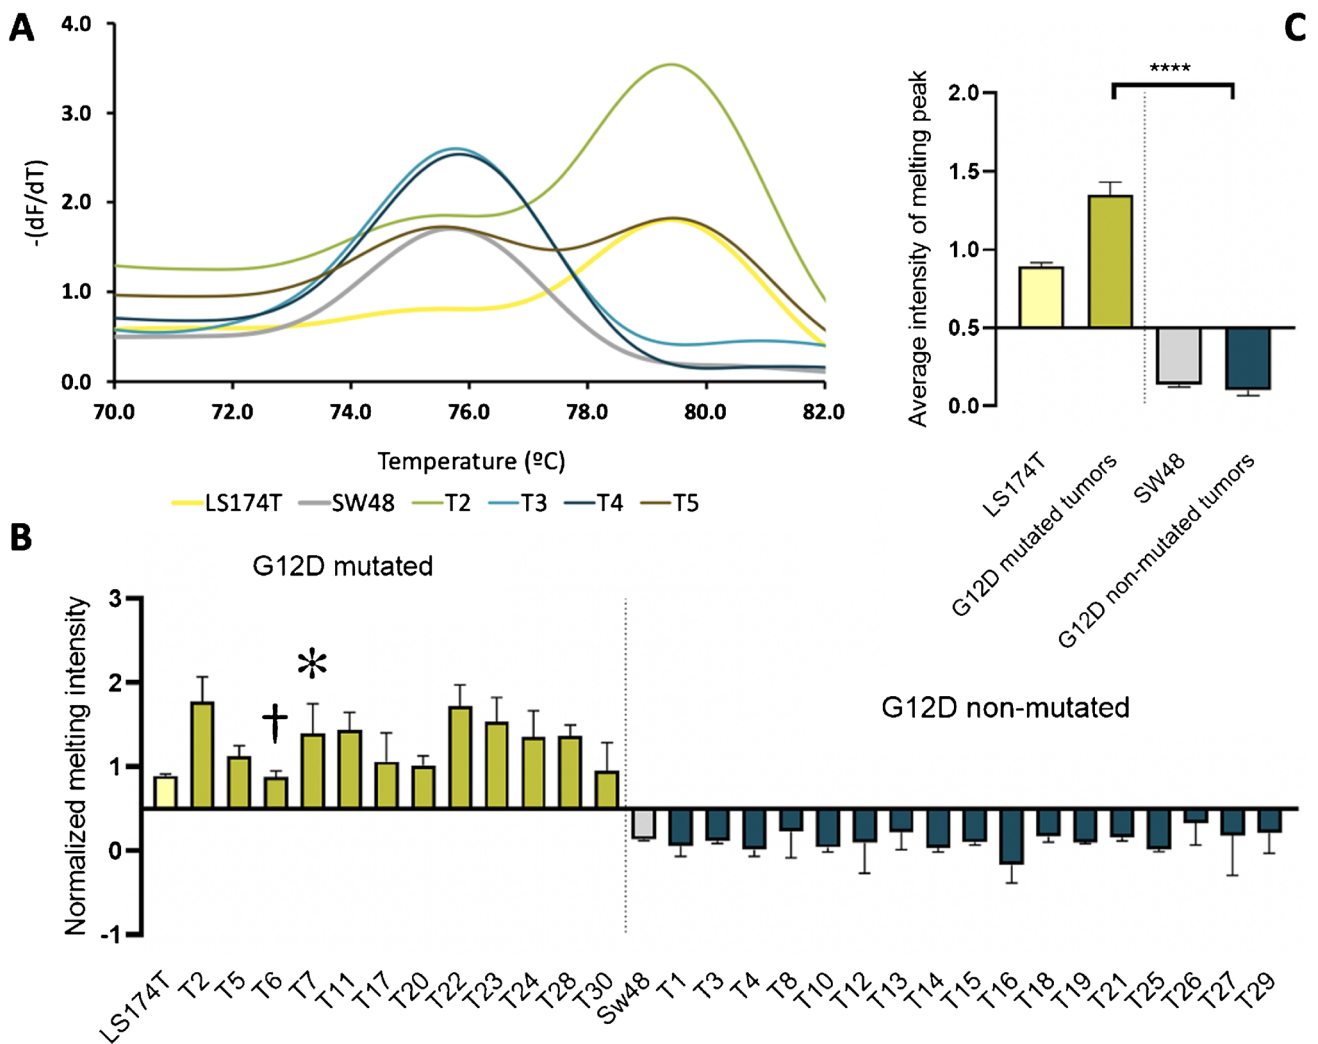 A
4.0
3.0
2.0
1.0
0.0
-(dF/dT)
70.0 72.0 74.0 76.0 78.0 80.0 82.0
Temperature (ºC)
LS174T SW48 T2 T3 T4 T5
C
****
2.0
1.5
1.0
0.5
0.0
Average intensity of melting peak
LS174T
G12D mutated tumors
SW48
G12D non-mutated tumors
B
G12D mutated
G12D non-mutated
3
2
1
0
-1
Normalized melting intensity
†
*
LS174T T2 T5 T6 T7 T11 T17 T20 T22 T23 T24 T28 T30 Sw48 T1 T3 T4 T8 T10 T12 T13 T14 T15 T16 T18 T19 T21 T25 T26 T27 T29